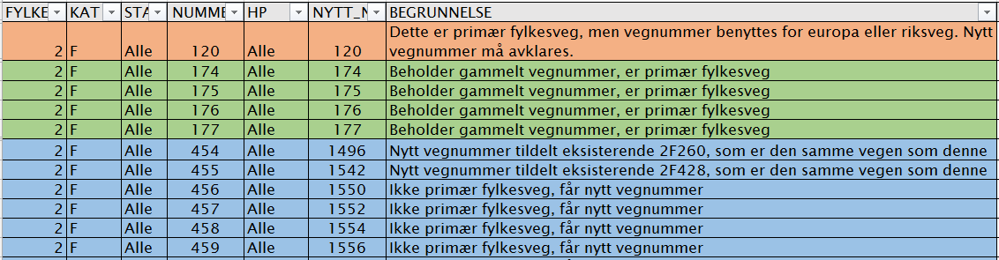 FYLKE KAT STA NUMME HP NYTT_N BEGRUNNELSE
Dette er primær fylkesveg, men vegnummer benyttes for europa eller riksveg. Nytt
2 F Alle 120 Alle 120 vegnummer må avklares.
2 F Alle 174 Alle 174 Beholder gammelt vegnummer, er primær fylkesveg
2 F Alle 175 Alle 175 Beholder gammelt vegnummer, er primær fylkesveg
2 F Alle 176 Alle 176 Beholder gammelt vegnummer, er primær fylkesveg
2 F Alle 177 Alle 177 Beholder gammelt vegnummer, er primær fylkesveg
2 F Alle 454 Alle 1496 Nytt vegnummer tildelt eksisterende 2F260, som er den samme vegen som denne
2 F Alle 455 Alle 1542 Nytt vegnummer tildelt eksisterende 2F428, som er den samme vegen som denne
2 F Alle 456 Alle 1550 Ikke primær fylkesveg, får nytt vegnummer
2 F Alle 457 Alle 1552 Ikke primær fylkesveg, får nytt vegnummer
2 F Alle 458 Alle 1554 Ikke primær fylkesveg, får nytt vegnummer
2 F Alle 459 Alle 1556 Ikke primær fylkesveg, får nytt vegnummer